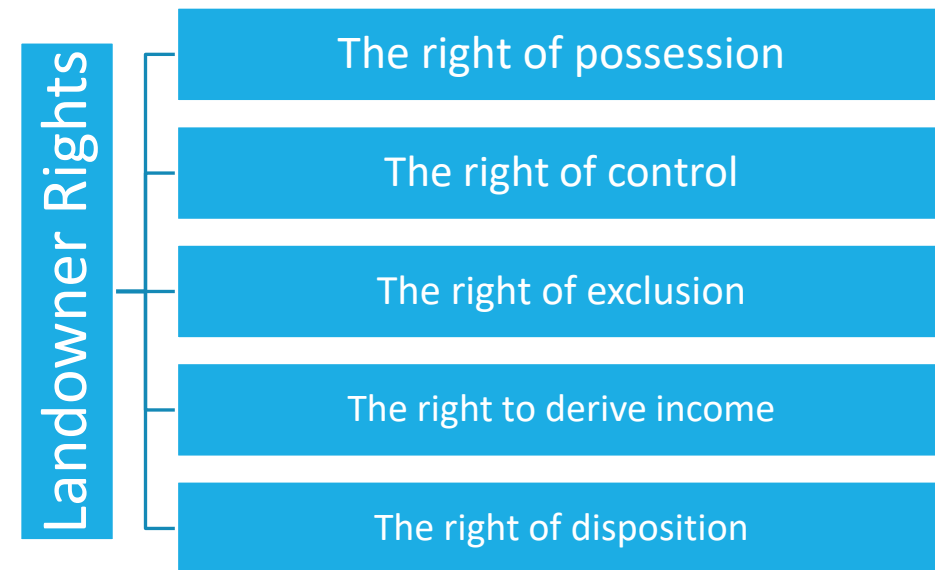 Landowner Rights
The right of possession
The right of control
The right of exclusion
The right to derive income
The right of disposition